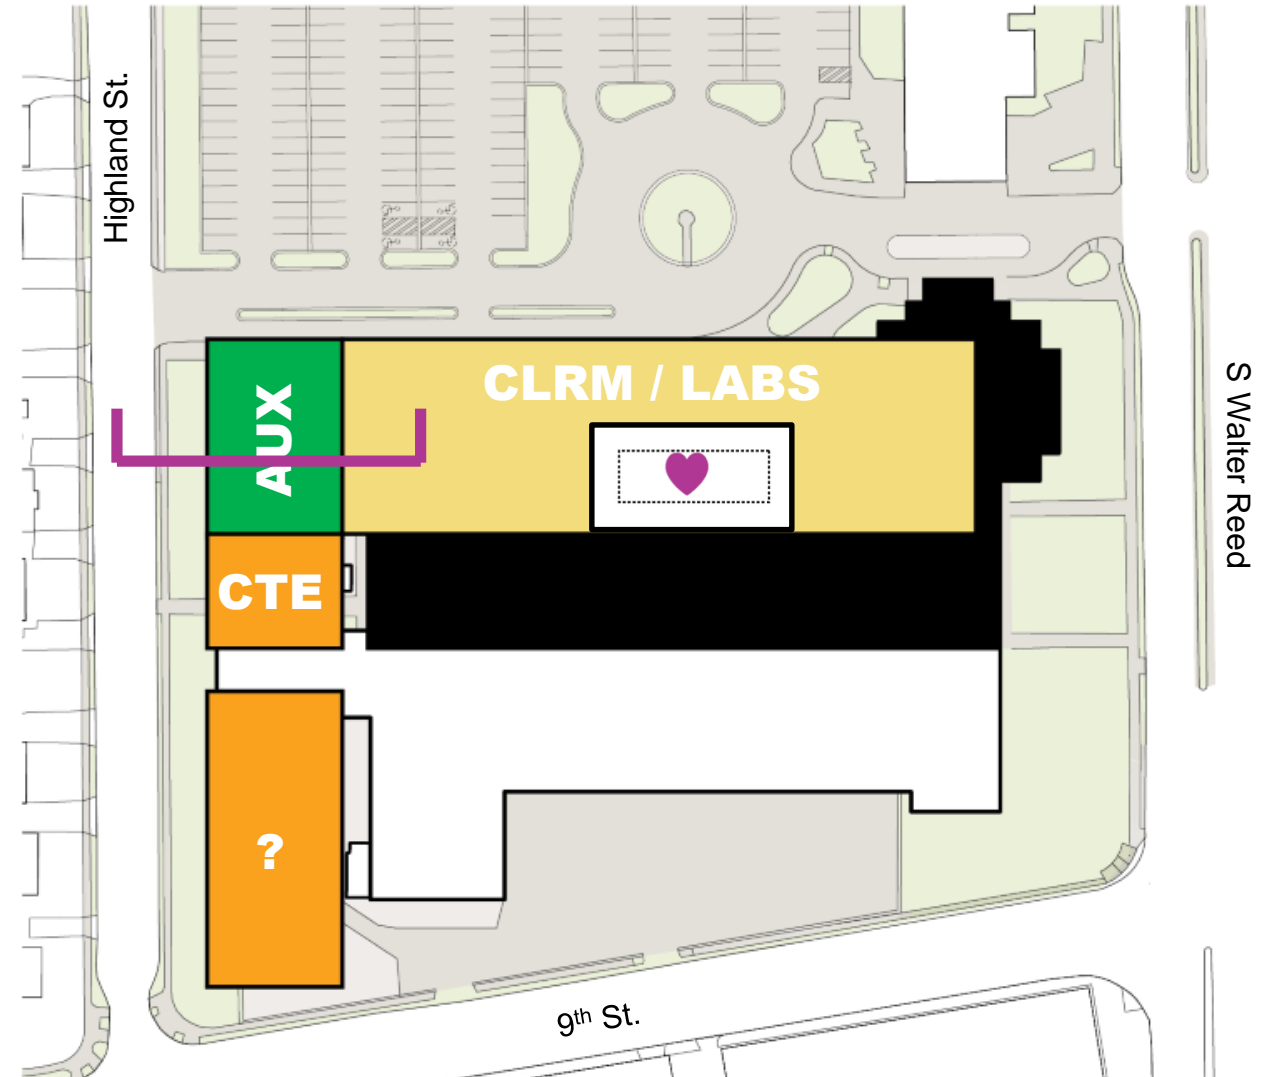 Highland St.
AUX
CLRM / LABS
S Walter Reed
CTE
?
9th St.